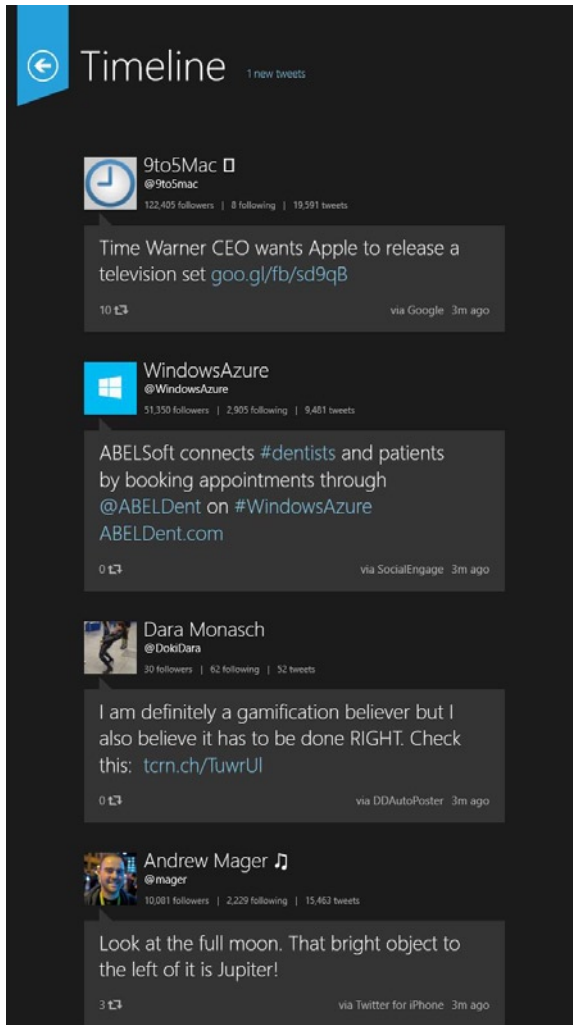 Timeline 1 new tweets
9to5Mac
@9to5mac
122,405 followers | 8 following | 19,591 tweets
Time Warner CEO wants Apple to release a
television set goo.gl/fb/sd9qB
10 via Google 3m ago
WindowsAzure
@WindowsAzure
51,350 followers | 2,905 following | 9,481 tweets
ABELSoft connects #dentists and patients
by booking appointments through
@ABELDent on #WindowsAzure
ABELDent.com
0 via SocialEngage 3m ago
Dara Monasch
@DokiDara
30 followers | 62 following | 52 tweets
I am definitely a gamification believer but I
also believe it has to be done RIGHT. Check
this: tcrn.ch/TuwrUl
0 via DDAutoPoster 3m ago
Andrew Mager ♫
@mager
10,081 followers | 2,229 following | 15,463 tweets
Look at the full moon. That bright object to
the left of it is Jupiter!
3 via Twitter for iPhone 3m ago